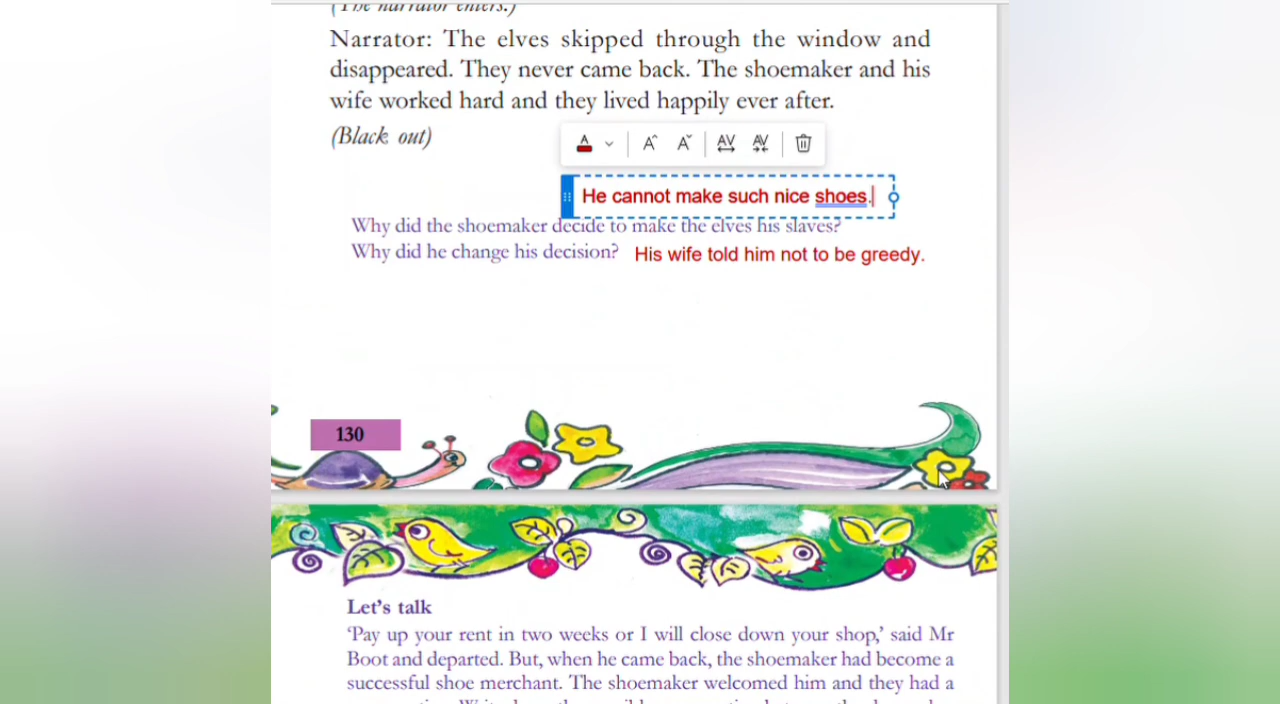 (The narrator enters.)
Narrator: The elves skipped through the window and
disappeared. They never came back. The shoemaker and his
wife worked hard and they lived happily ever after.
(Black out)
A A A AV AV
He cannot make such nice shoes.
Why did the shoemaker decide to make the elves his slaves?
Why did he change his decision? His wife told him not to be greedy.
130
Let's talk
'Pay up your rent in two weeks or I will close down your shop,' said Mr
Boot and departed. But, when he came back, the shoemaker had become a
successful shoe merchant. The shoemaker welcomed him and they had a